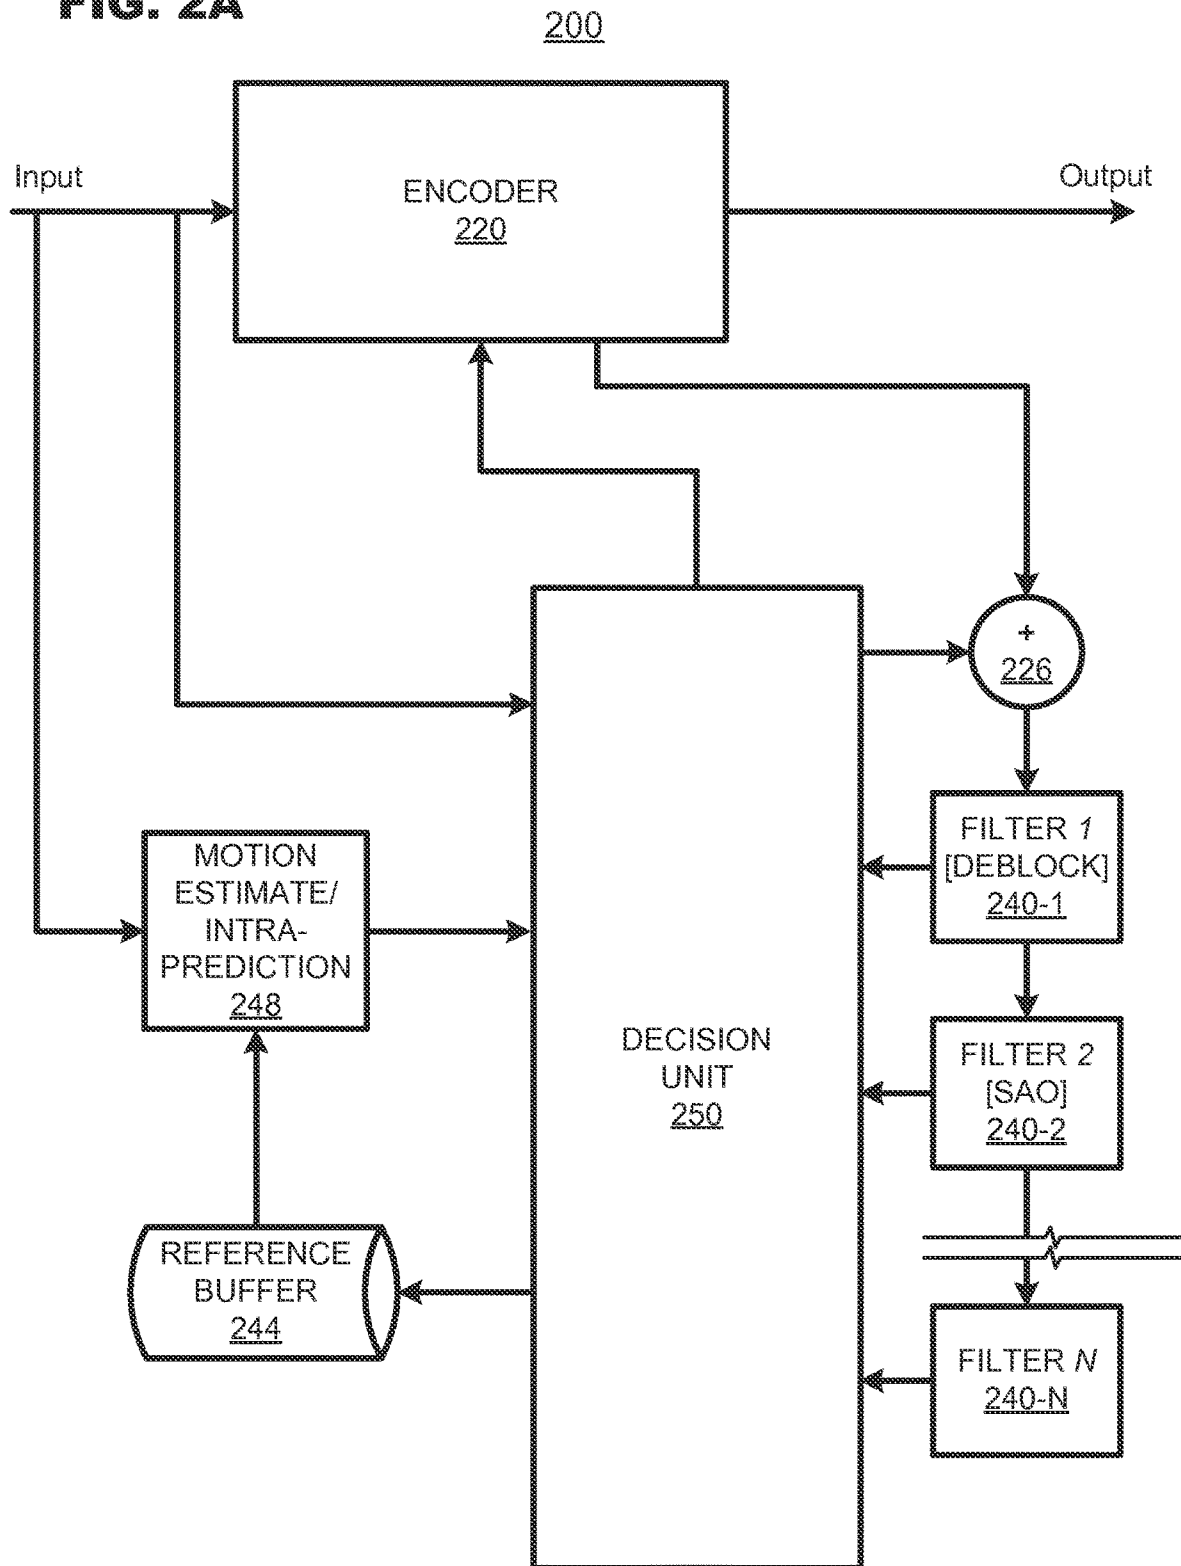 FIG. 2A
200
Input
ENCODER
220
Output
+
226
MOTION
ESTIMATE/
INTRA-
PREDICTION
248
FILTER 1
[DEBLOCK]
240-1
DECISION
UNIT
250
FILTER 2
[SAO]
240-2
REFERENCE
BUFFER
244
FILTER N
240-N